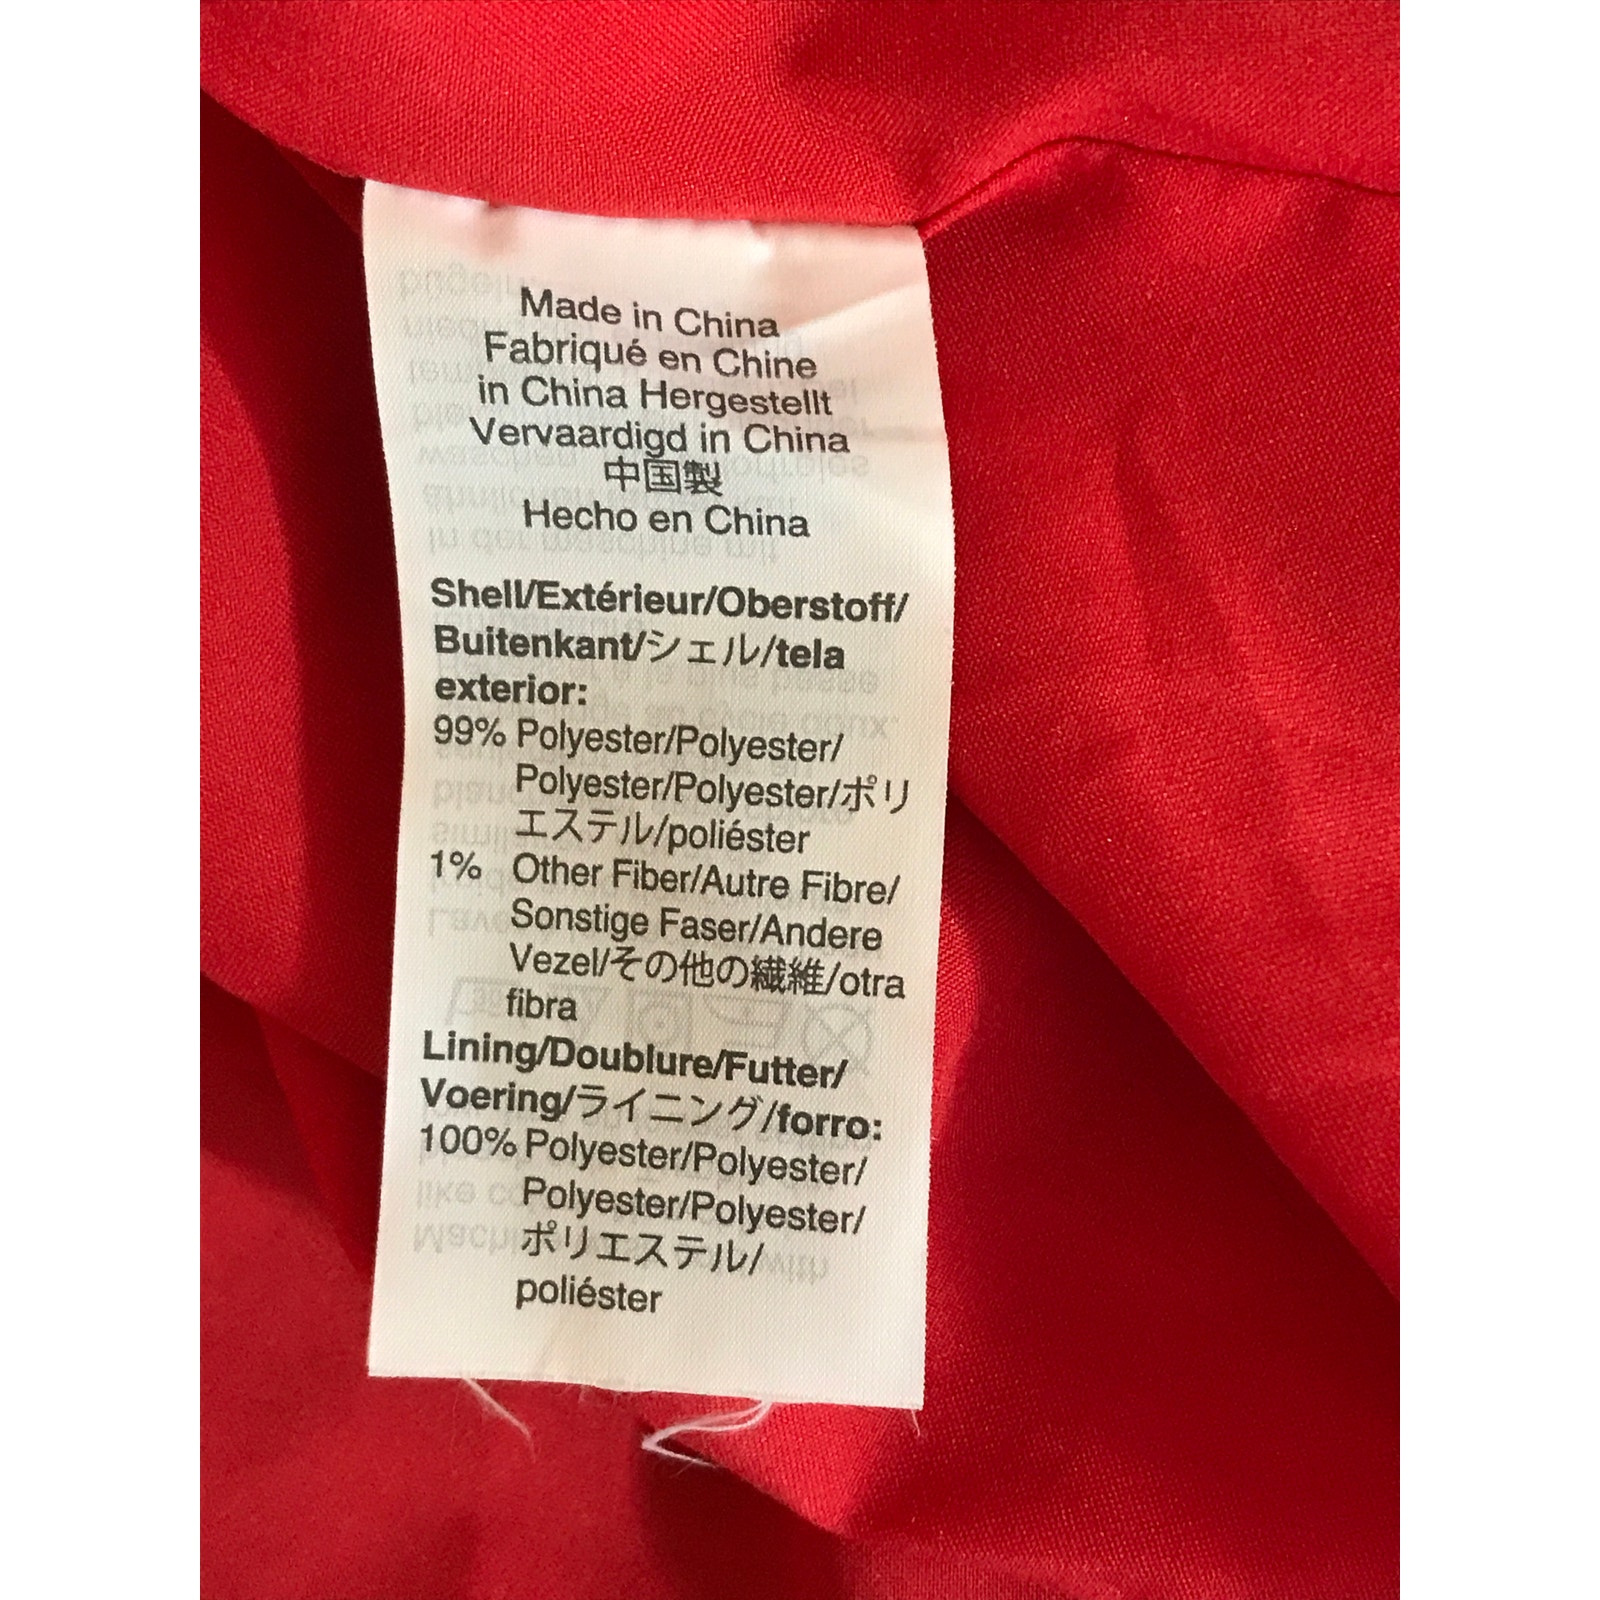 Made in China
Fabriqué en Chine
in China Hergestellt
Vervaardigd in China
中国製
Hecho en China
Shell/Extérieur/Oberstoff/
Buitenkant/シェル/tela
exterior:
99% Polyester/Polyester/
Polyester/Polyester/ポリ
エステル/poliéster
1% Other Fiber/Autre Fibre/
Sonstige Faser/Andere
Vezel/その他の繊維/otra
fibra
Lining/Doublure/Futter/
Voering/ライニング/forro:
100% Polyester/Polyester/
Polyester/Polyester/
ポリエステル/
poliéster